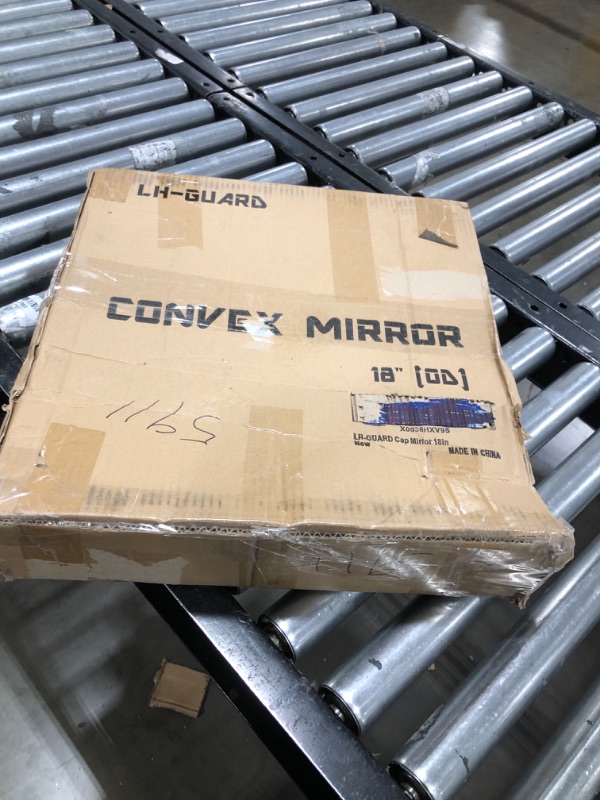 LH-GUARD
CONVEX MIRROR
18" (OD)
LH-GUARD Cap Mirror 18in
New
MADE IN CHINA